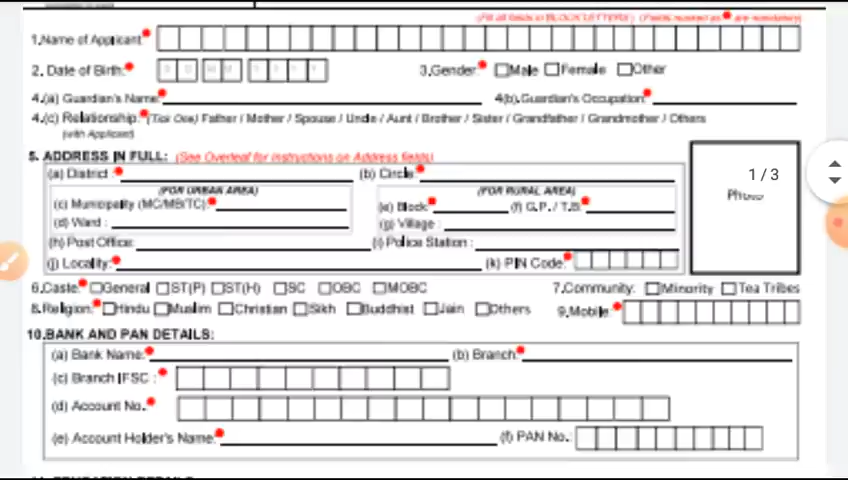 (Fill all fields in BLOCK LETTERS) (Fields marked as are mandatory)
1.Name of Applicant:
2. Date of Birth: D D M M Y Y Y Y 3.Gender: Male Female Other
4.(a) Guardian's Name: 4(b).Guardian's Occupation:
4.(c) Relationship: (Tick One) Father / Mother / Spouse / Uncle / Aunt / Brother / Sister / Grandfather / Grandmother / Others
(with Applicant)
5. ADDRESS IN FULL: (See Overleaf for instructions on Address fields)
(a) District : (b) Circle:
1 / 3
Photo
(FOR URBAN AREA) (FOR RURAL AREA)
(c) Municipality (MC/MB/TC): (e) Block: (f) G.P. / T.B.:
(d) Ward : (g) Village :
(h) Post Office: (i) Police Station :
(j) Locality: (k) PIN Code:
6.Caste: General ST(P) ST(H) SC OBC MOBC 7.Community: Minority Tea Tribes
8.Religion: Hindu Muslim Christian Sikh Buddhist Jain Others 9.Mobile:
10.BANK AND PAN DETAILS:
(a) Bank Name: (b) Branch:
(c) Branch IFSC :
(d) Account No.
(e) Account Holder's Name: (f) PAN No.: